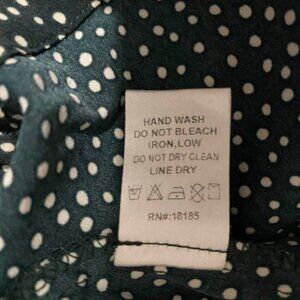 HAND WASH
DO NOT BLEACH
IRON,LOW
DO NOT DRY CLEAN
LINE DRY
RN#:18185